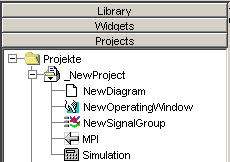 Library
Widgets
Projects
Projekte
_NewProject
NewDiagram
NewOperatingWindow
NewSignalGroup
MPI
Simulation